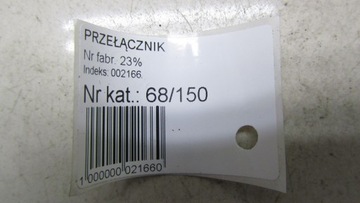 PRZEŁĄCZNIK
Nr fabr. 23%
Indeks: 002166
Nr kat.: 68/150
1 000000 021660